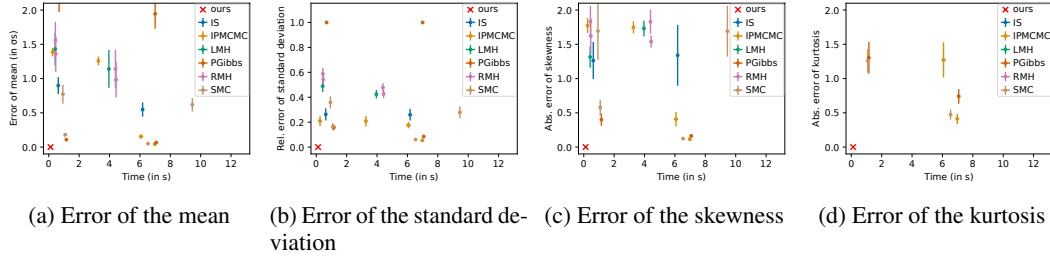 2.0
1.5
1.0
0.5
0.0
Error of mean (in σs)
0 2 4 6 8 10 12
Time (in s)
ours
IS
IPMCMC
LMH
PGibbs
RMH
SMC
1.0
0.8
0.6
0.4
0.2
0.0
Rel. error of standard deviation
0 2 4 6 8 10 12
Time (in s)
ours
IS
IPMCMC
LMH
PGibbs
RMH
SMC
2.0
1.5
1.0
0.5
0.0
Abs. error of skewness
0 2 4 6 8 10 12
Time (in s)
ours
IS
IPMCMC
LMH
PGibbs
RMH
SMC
2.0
1.5
1.0
0.5
0.0
Abs. error of kurtosis
0 2 4 6 8 10 12
Time (in s)
ours
IS
IPMCMC
LMH
PGibbs
RMH
SMC
(a) Error of the mean
(b) Error of the standard de-
viation
(c) Error of the skewness
(d) Error of the kurtosis